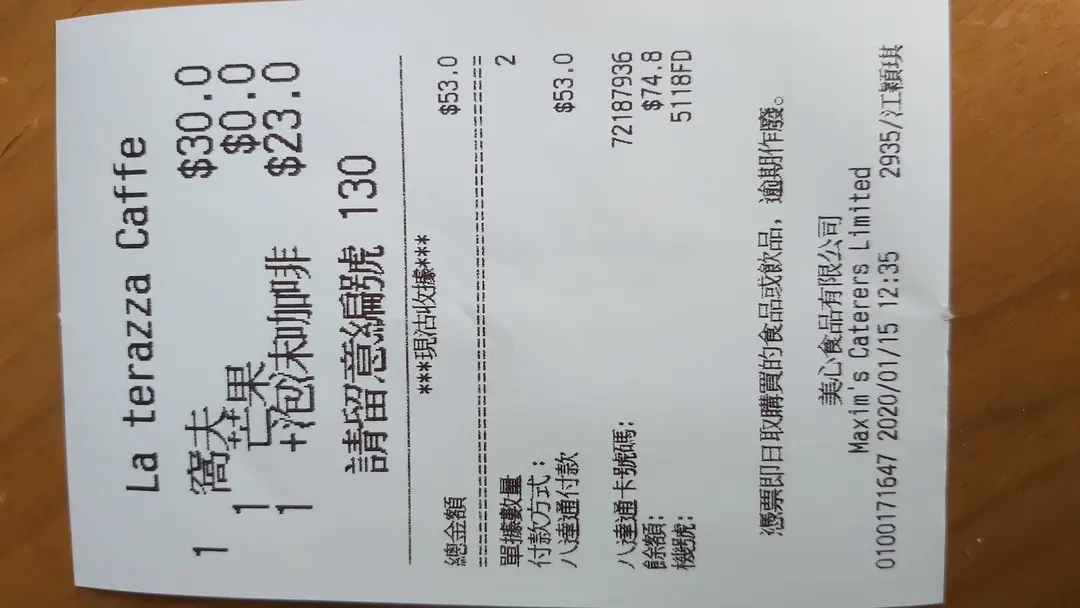 La terazza Caffe
1 窩夫 $30.0
1 芒果 $0.0
1 +泡沫咖啡 $23.0
請留意編號 130
***現沽收據***
總金額 $53.0
單據數量 2
付款方式：
八達通付款 $53.0
八達通卡號碼: 72187936
餘額: $74.8
機號: 5118FD
憑票即日取購買的食品或飲品，逾期作廢。
美心食品有限公司
Maxim's Caterers Limited
0100171647 2020/01/15 12:35 2935/江穎琪